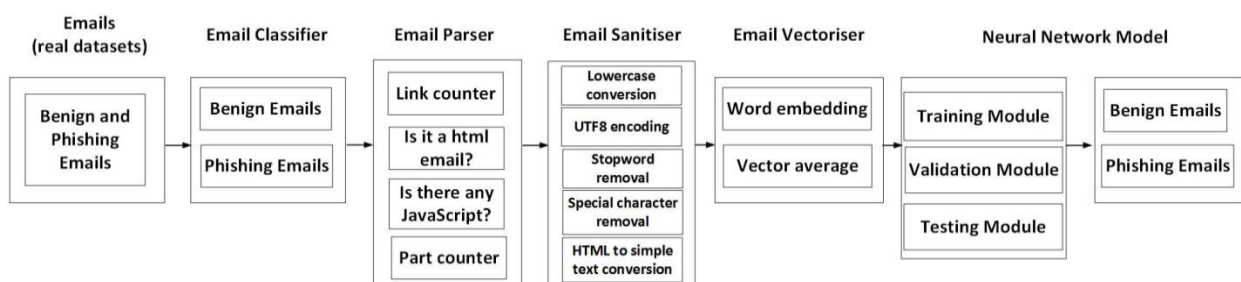 Emails
(real datasets)
Benign and
Phishing
Emails
Email Classifier
Benign Emails
Phishing Emails
Email Parser
Link counter
Is it a html
email?
Is there any
JavaScript?
Part counter
Email Sanitiser
Lowercase
conversion
UTF8 encoding
Stopword
removal
Special character
removal
HTML to simple
text conversion
Email Vectoriser
Word embedding
Vector average
Neural Network Model
Training Module
Validation Module
Testing Module
Benign Emails
Phishing Emails